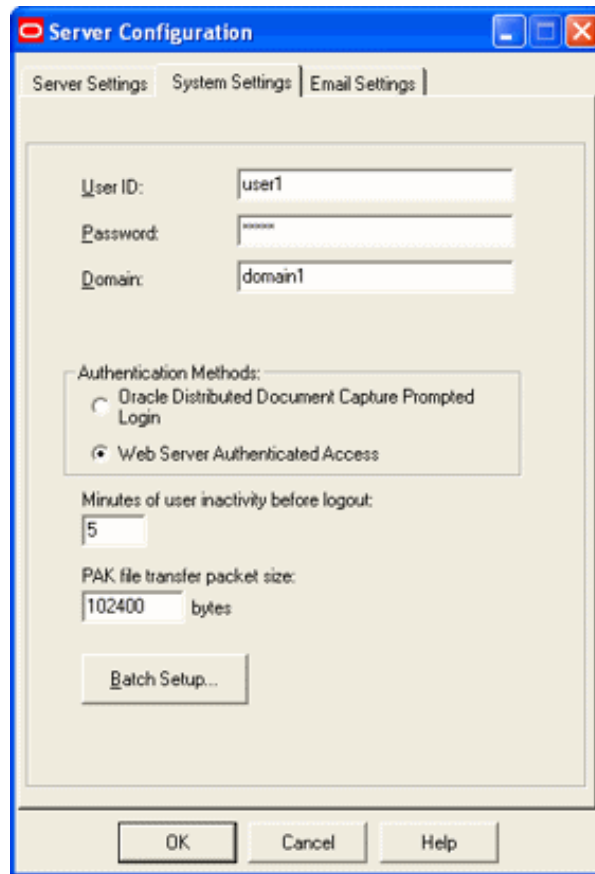 Server Configuration
Server Settings
System Settings
Email Settings
User ID:
user1
Password:
*****
Domain:
domain1
Authentication Methods:
Oracle Distributed Document Capture Prompted
Login
Web Server Authenticated Access
Minutes of user inactivity before logout:
5
PAK file transfer packet size:
102400 bytes
Batch Setup...
OK
Cancel
Help